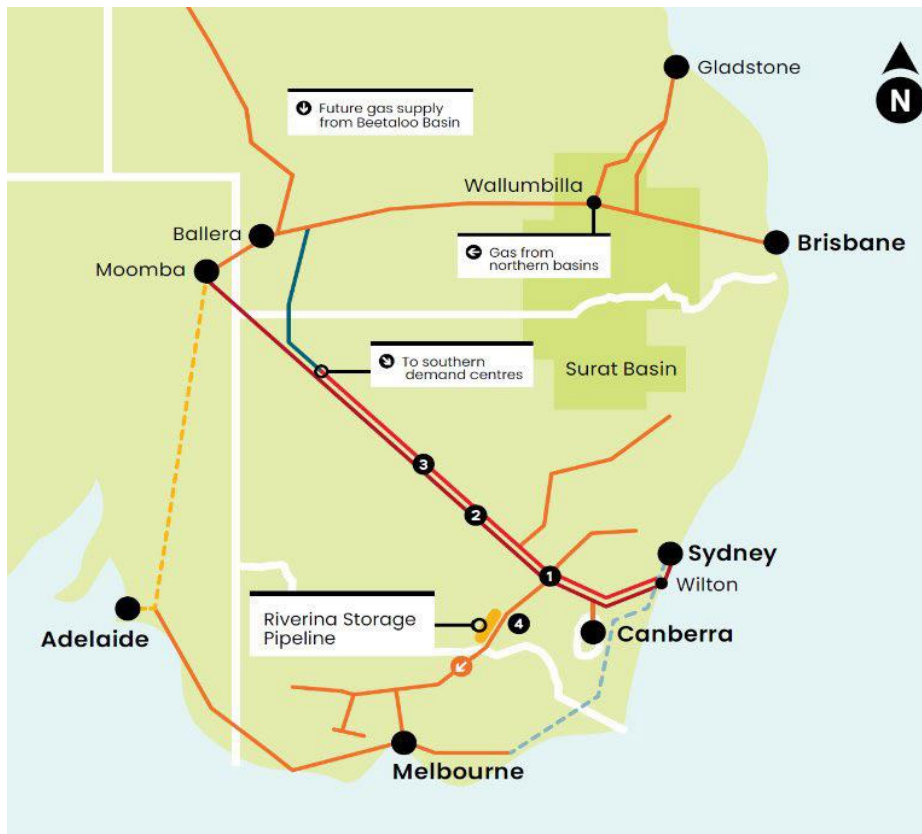 Gladstone
N
Future gas supply
from Beetaloo Basin
Wallumbilla
Ballera
Gas from
northern basins
Brisbane
Moomba
To southern
demand centres
Surat Basin
3
2
1
Sydney
Wilton
Riverina Storage
Pipeline
4
Adelaide
Canberra
Melbourne